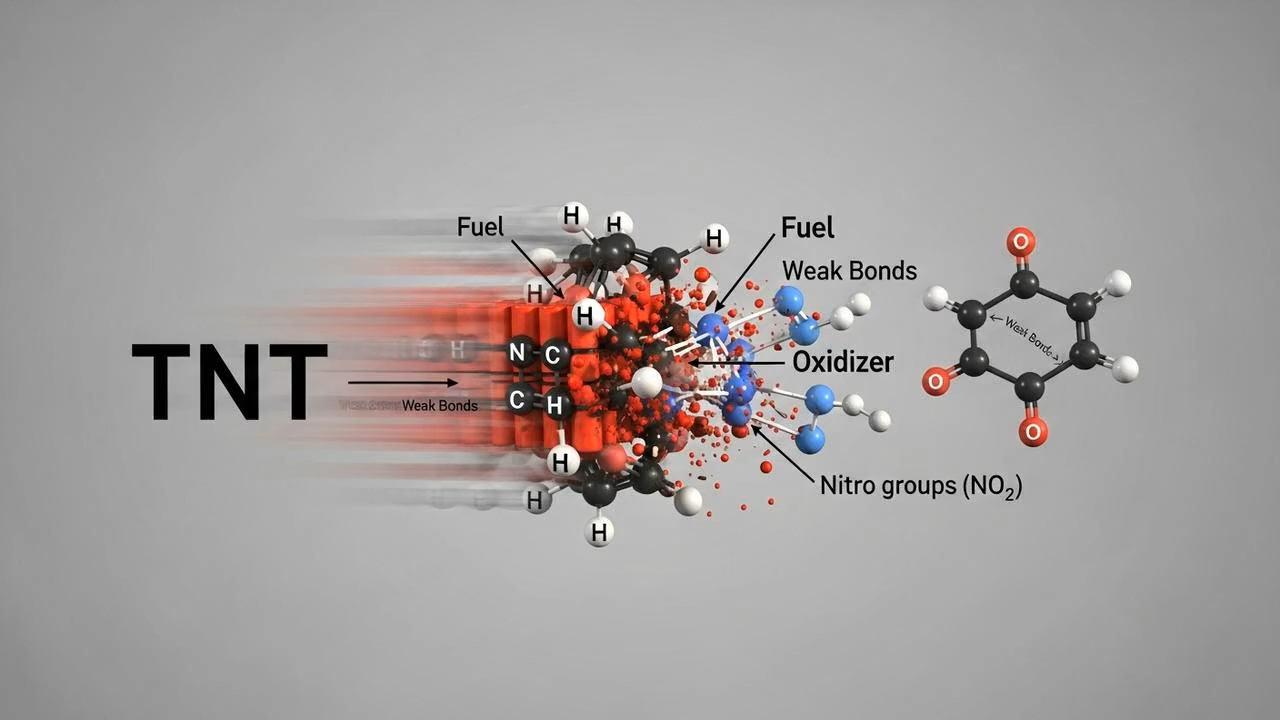 H
H
H
Fuel
Fuel
Weak Bonds
H
H
N
C
H
TNT
Weak Bonds
C
H
Oxidizer
H
H
H
Nitro groups (NO₂)
O
Weak Bonds
O
O